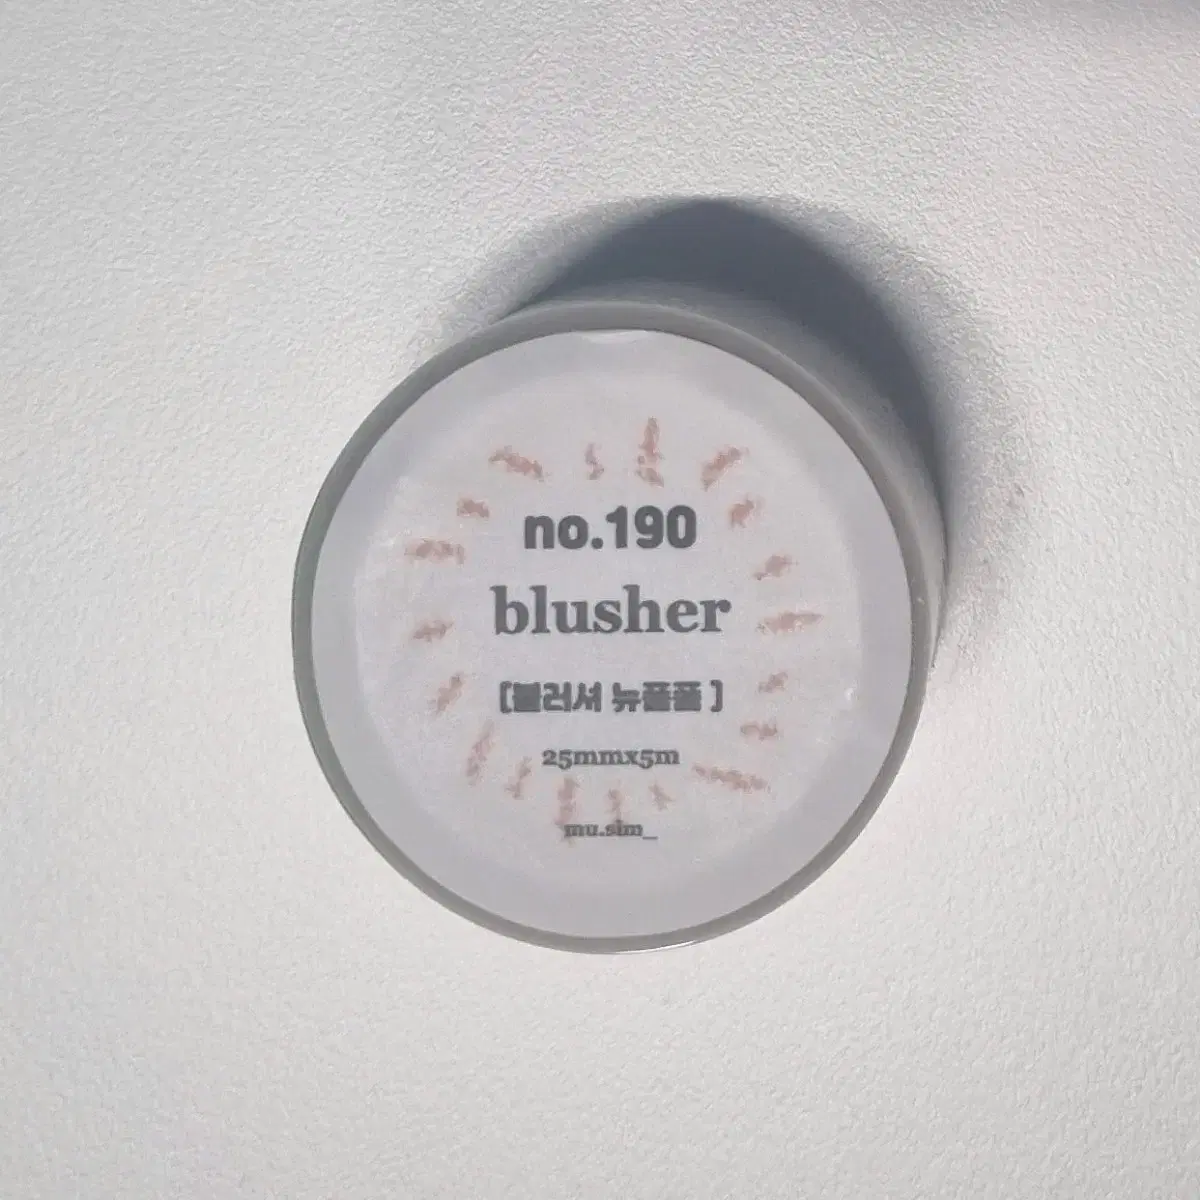 no.190
blusher
[블러셔 뉴플플 ]
25mmx5m
mu.sim_